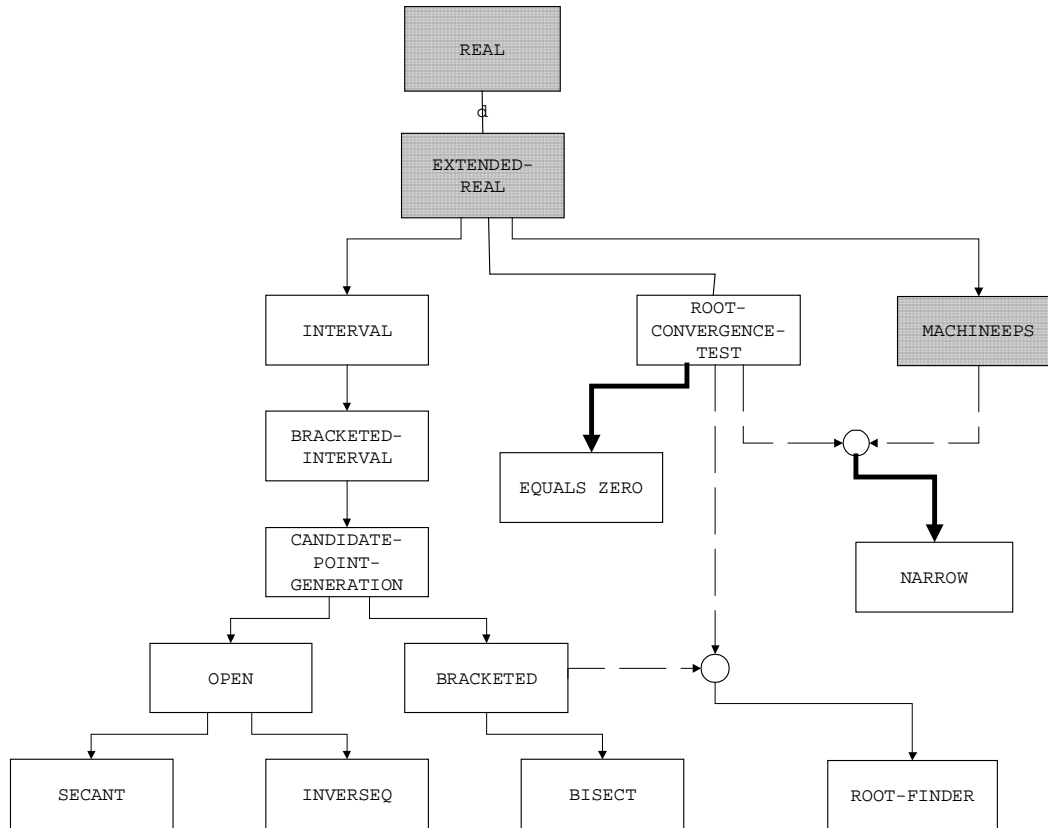 REAL
d
EXTENDED-
REAL
INTERVAL
ROOT-
CONVERGENCE-
TEST
MACHINEEPS
BRACKETED-
INTERVAL
EQUALS ZERO
CANDIDATE-
POINT-
GENERATION
NARROW
OPEN
BRACKETED
SECANT
INVERSEQ
BISECT
ROOT-FINDER